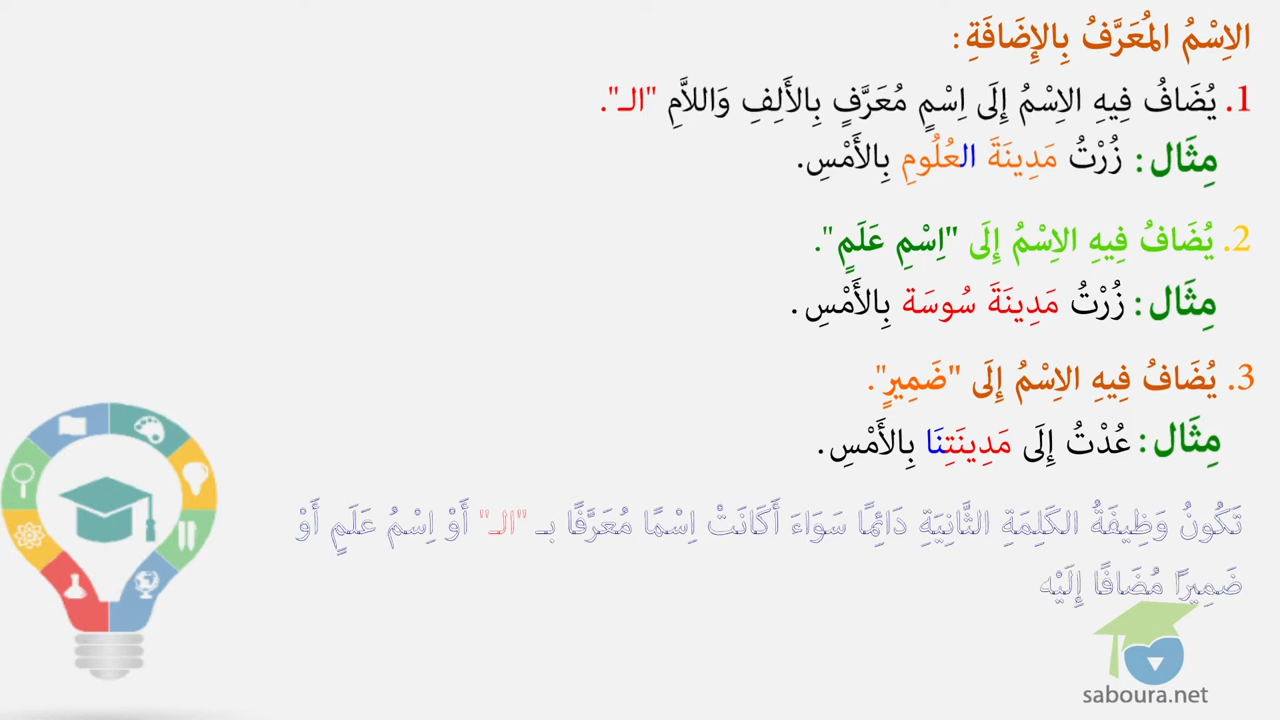 الاِسْمُ المُعَرَّفُ بِالإِضَافَةِ:
1. يُضَافُ فِيهِ الاِسْمُ إِلَى اِسْمٍ مُعَرَّفٍ بِالأَلِفِ وَاللاَّمِ "الـ".
مِثَال: زُرْتُ مَدِينَةَ العُلُومِ بِالأَمْسِ.
2. يُضَافُ فِيهِ الاِسْمُ إِلَى "اِسْمِ عَلَمٍ".
مِثَال: زُرْتُ مَدِينَةَ سُوسَة بِالأَمْسِ.
3. يُضَافُ فِيهِ الاِسْمُ إِلَى "ضَمِيرٍ".
مِثَال: عُدْتُ إِلَى مَدِينَتِنَا بِالأَمْسِ.
تَكُونُ وَظِيفَةُ الكَلِمَةِ الثَّانِيَةِ دَائِمًا سَوَاءَ أَكَانَتْ اِسْمًا مُعَرَّفًا بـ "الـ" أَوْ اِسْمُ عَلَمٍ أَوْ
ضَمِيرًا مُضَافًا إِلَيْه
saboura.net